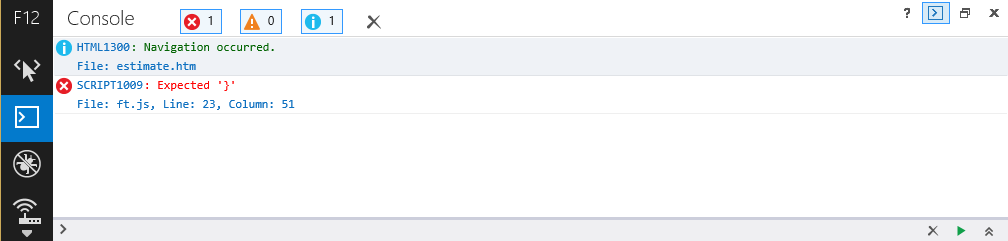 F12 Console 1 0 1 ?
HTML1300: Navigation occurred.
File: estimate.htm
SCRIPT1009: Expected '}'
File: ft.js, Line: 23, Column: 51